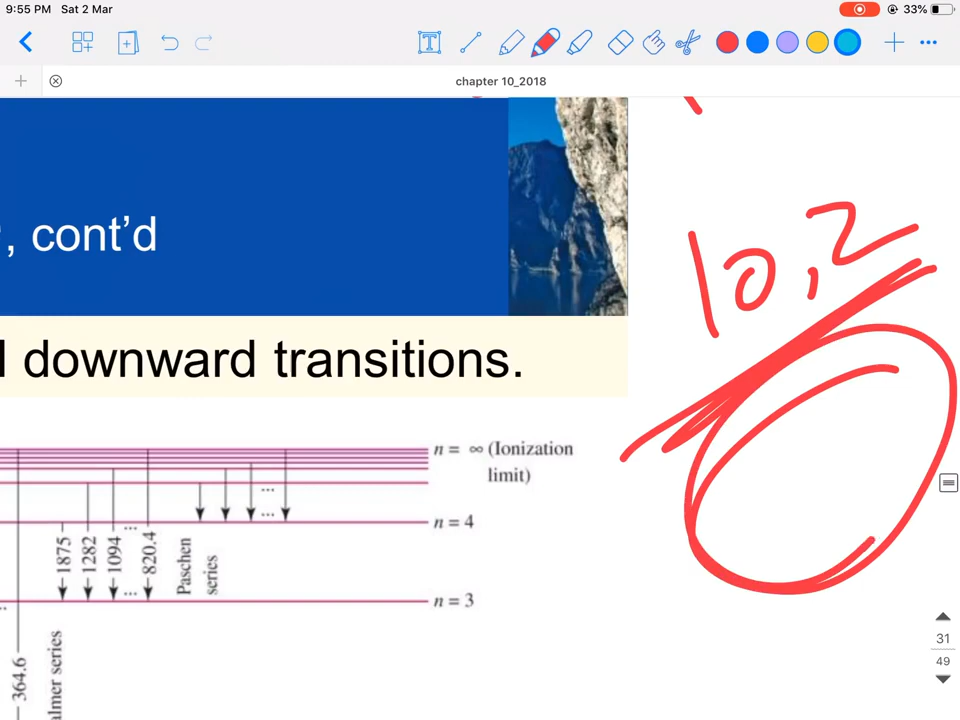 9:55 PM Sat 2 Mar
33%
chapter 10_2018
, cont’d
10,2
downward transitions.
n = ∞ (Ionization
limit)
... 
...
n = 4
1875
1282
1094
...
...
820.4
Paschen
series
n = 3
..
364.6
lmer series
31
49